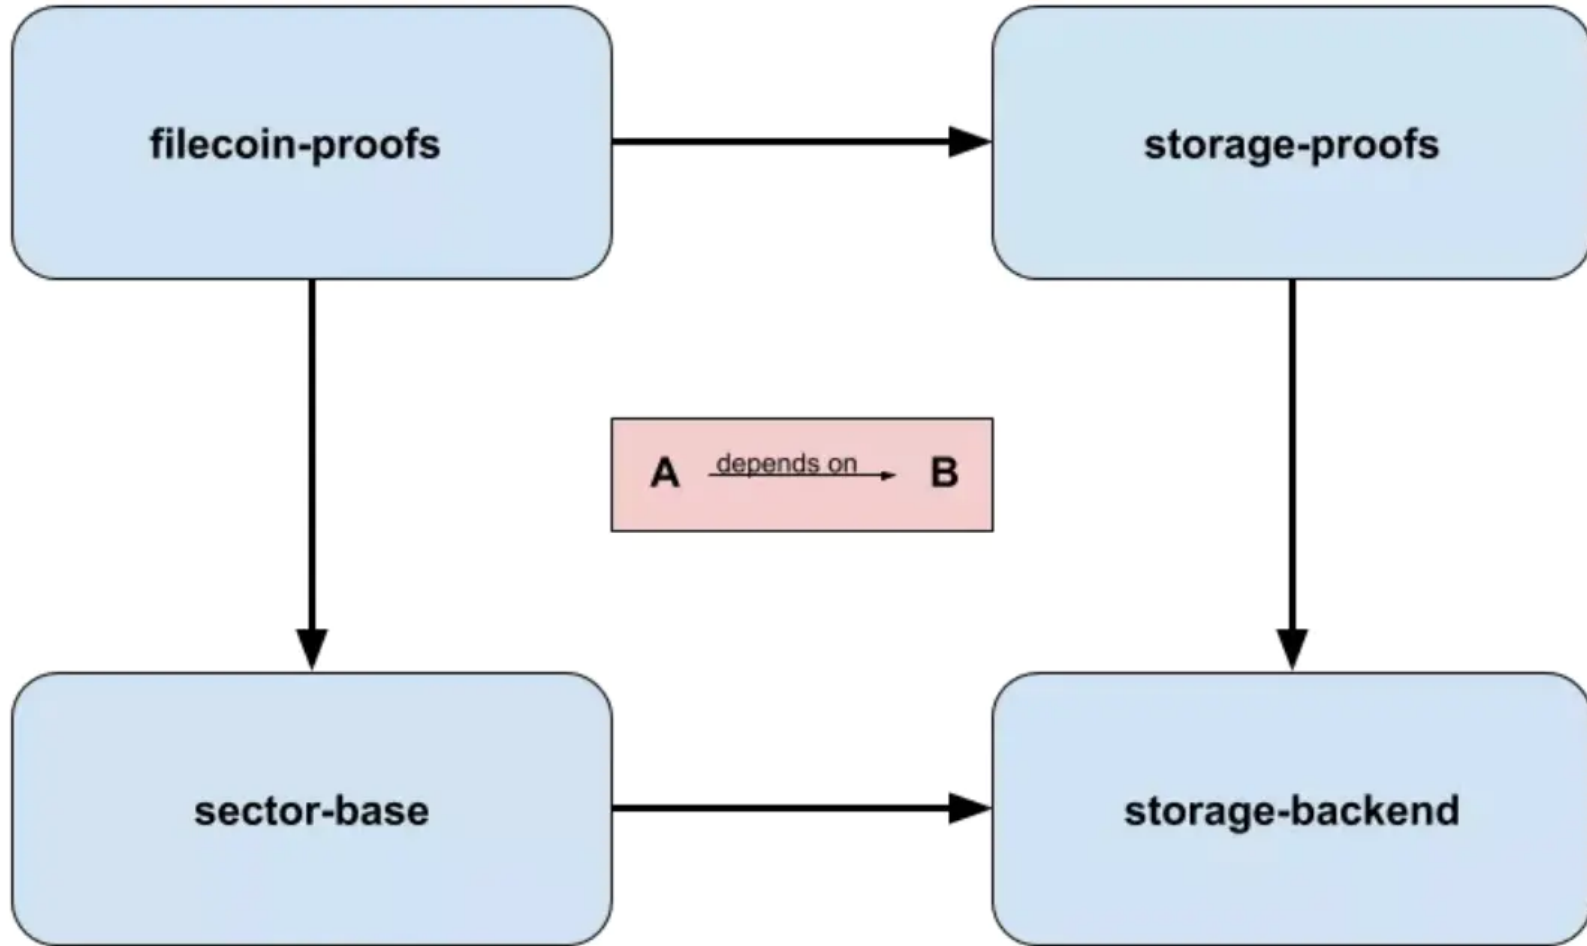 filecoin-proofs
storage-proofs
A depends on B
sector-base
storage-backend